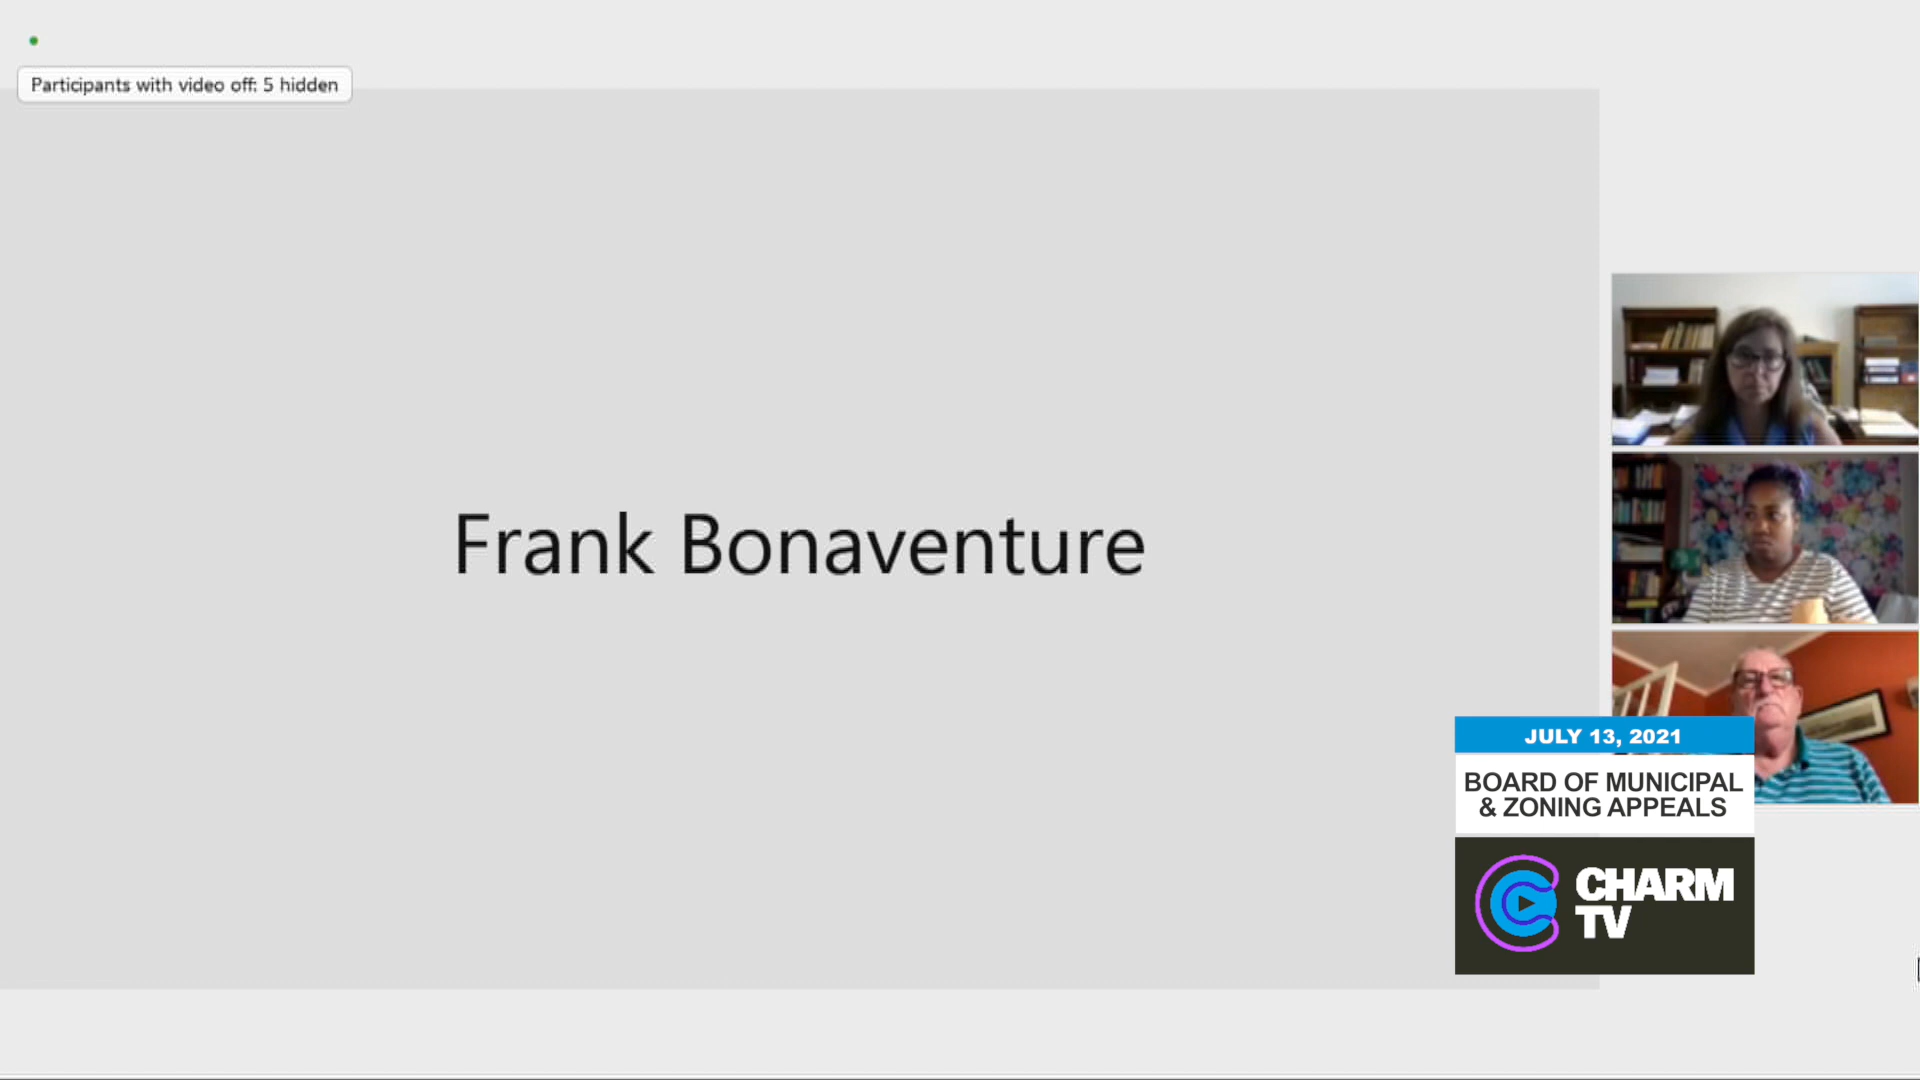 Participants with video off: 5 hidden
Frank Bonaventure
JULY 13, 2021
BOARD OF MUNICIPAL
& ZONING APPEALS
CHARM
TV